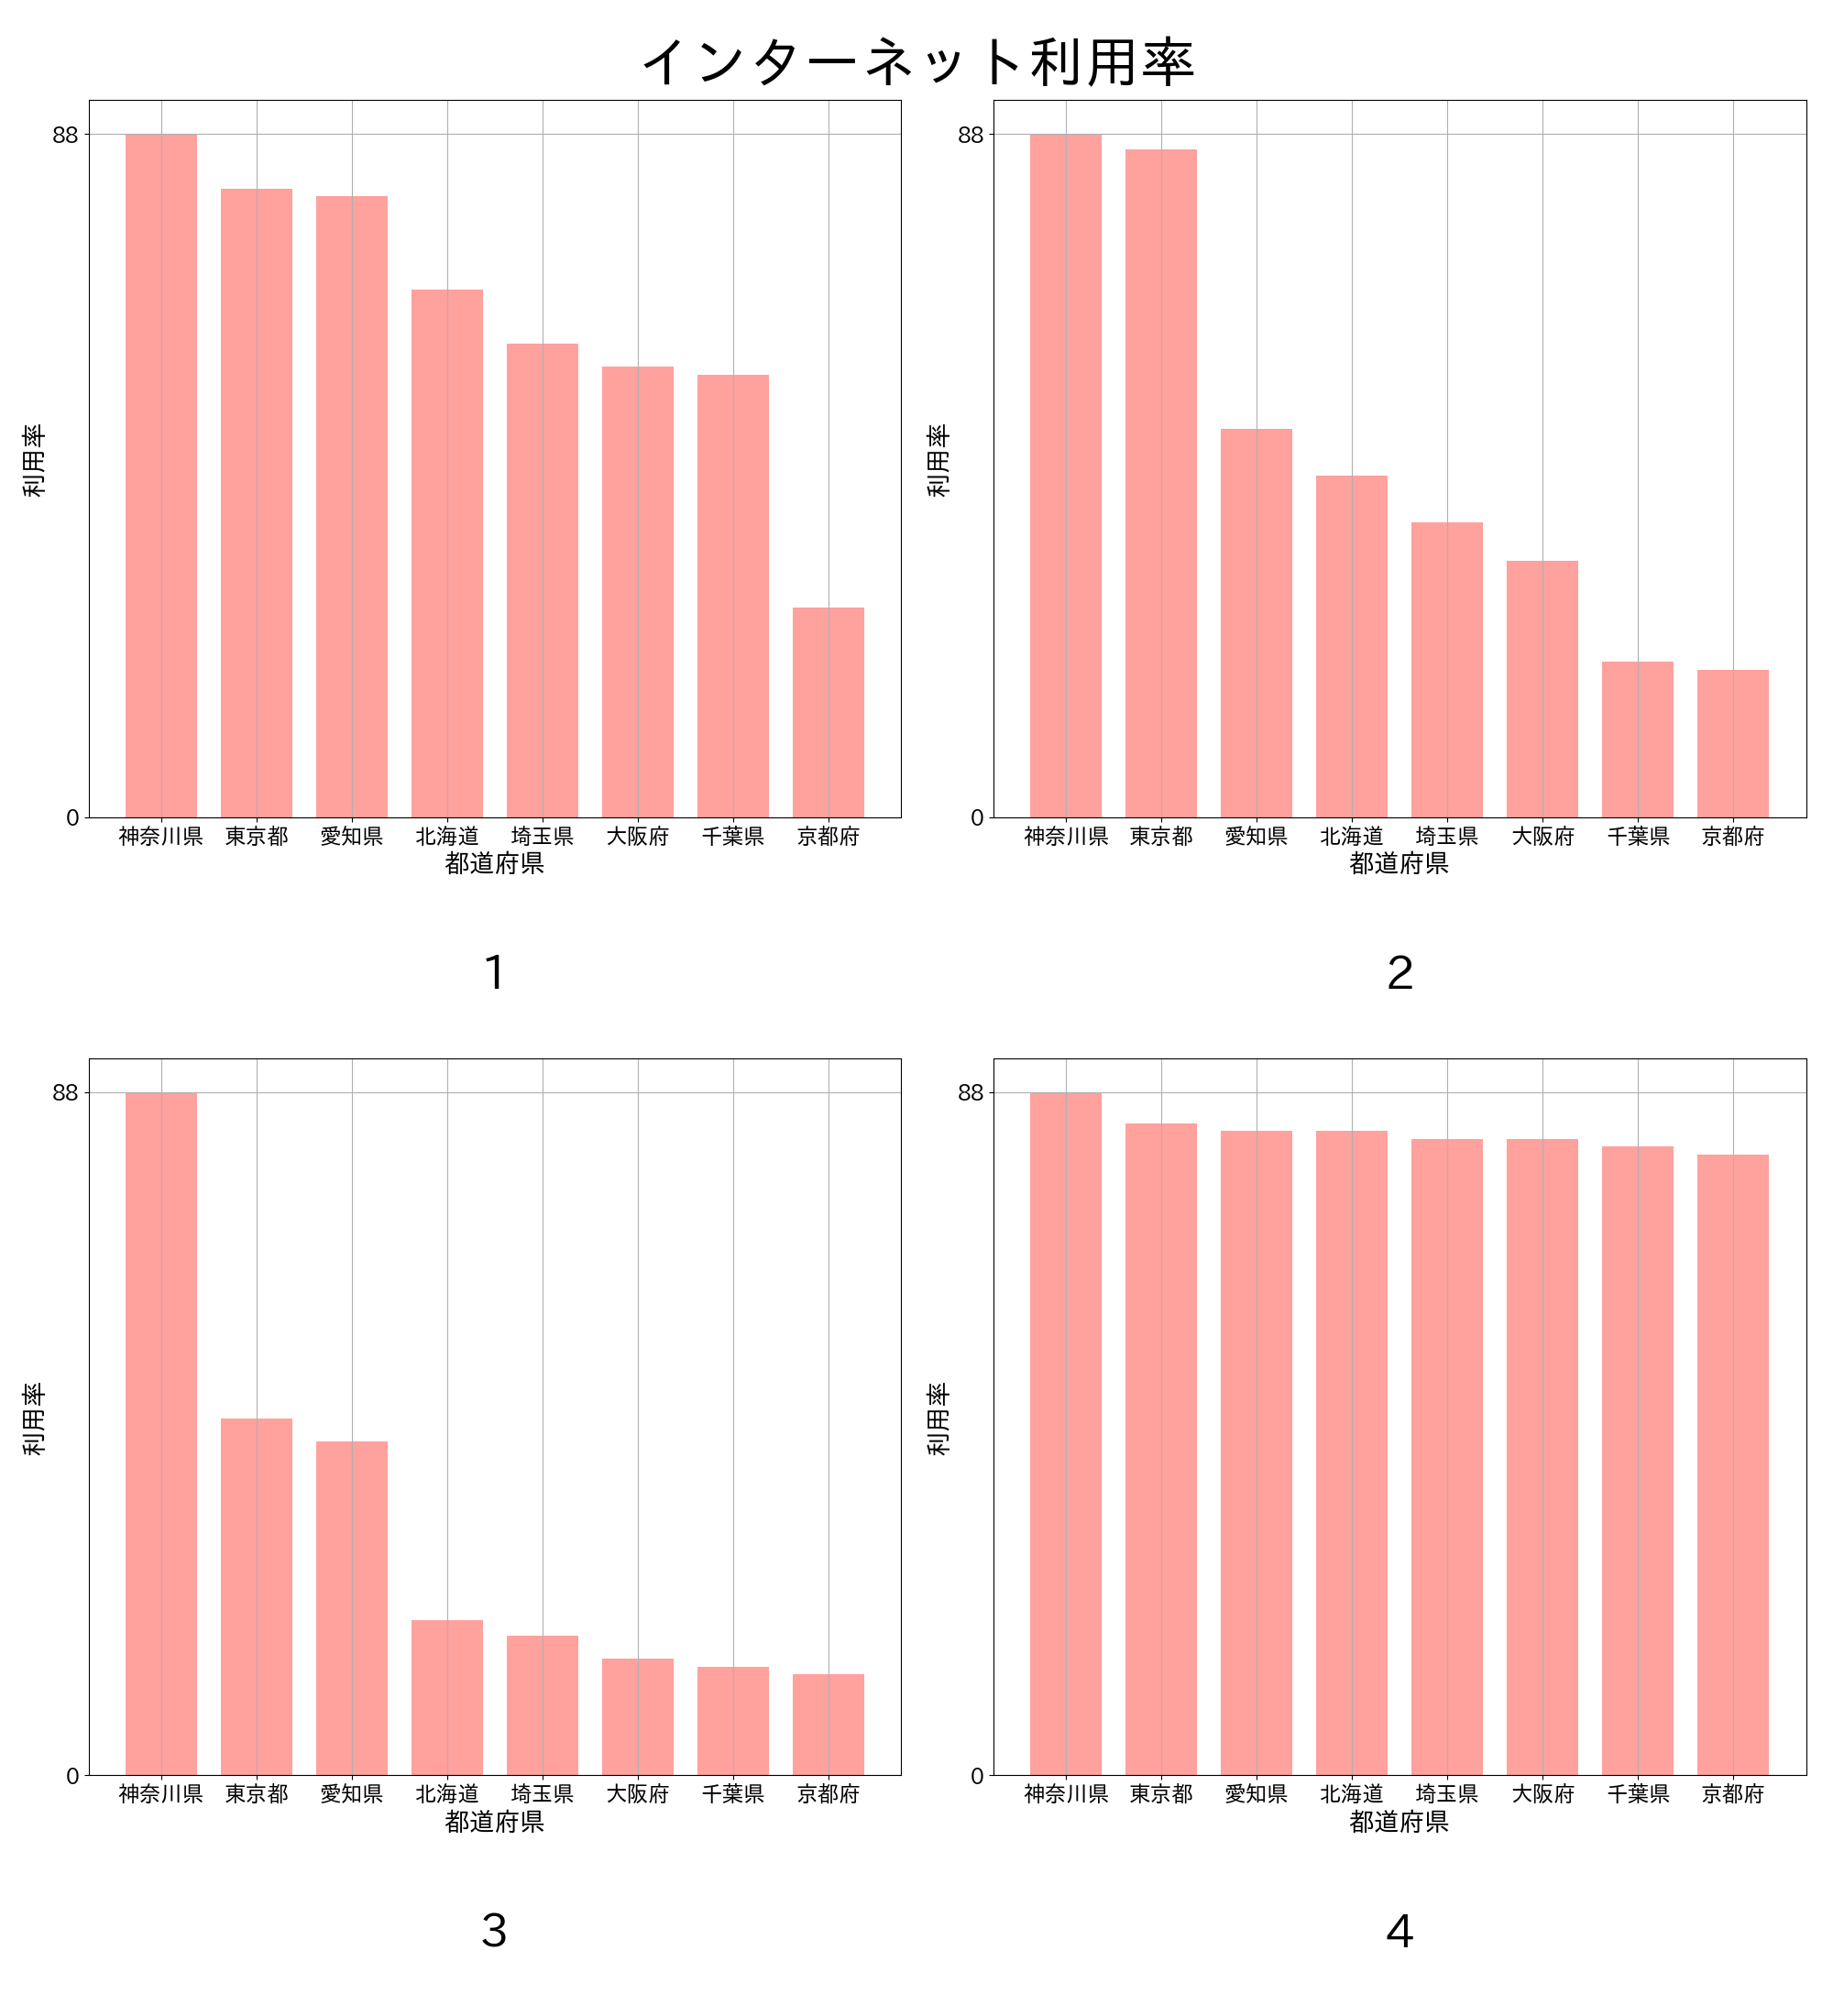 インターネット利用率
88
0
利用率
神奈川県 東京都 愛知県 北海道 埼玉県 大阪府 千葉県 京都府
都道府県
1
88
0
利用率
神奈川県 東京都 愛知県 北海道 埼玉県 大阪府 千葉県 京都府
都道府県
2
88
0
利用率
神奈川県 東京都 愛知県 北海道 埼玉県 大阪府 千葉県 京都府
都道府県
3
88
0
利用率
神奈川県 東京都 愛知県 北海道 埼玉県 大阪府 千葉県 京都府
都道府県
4